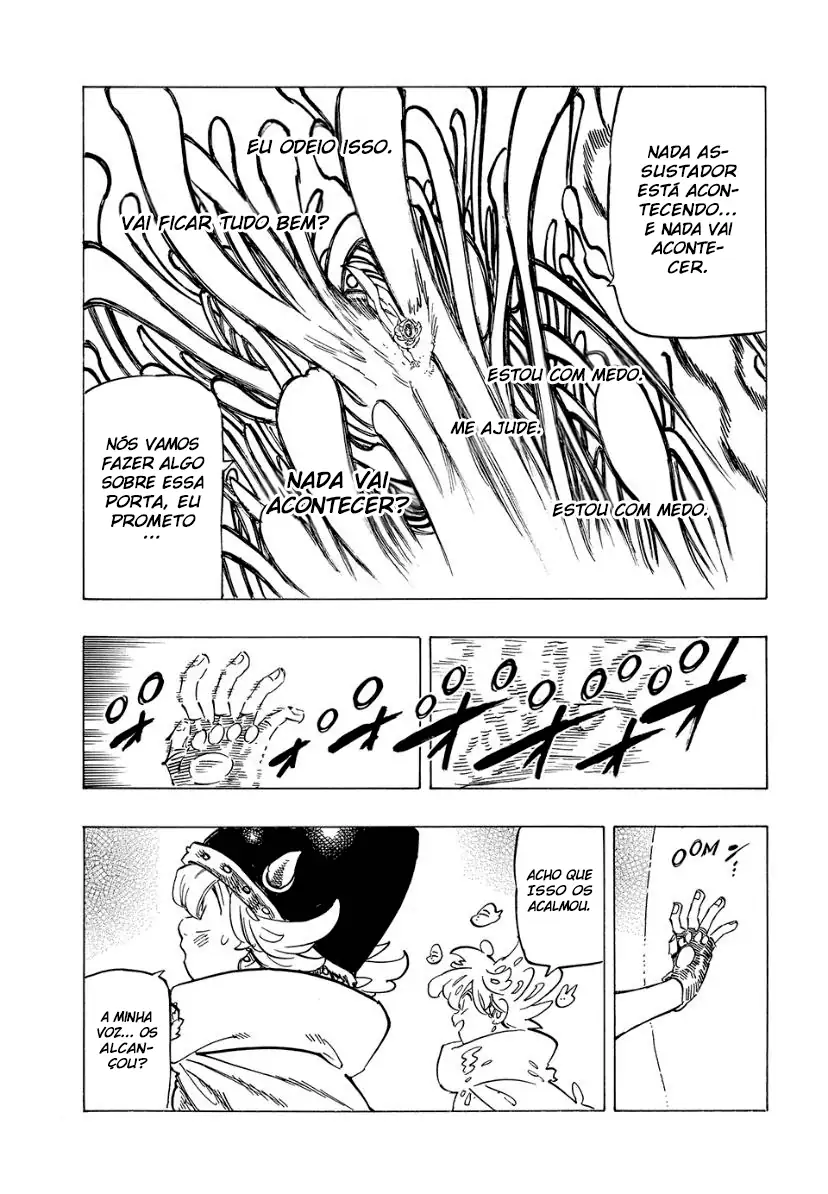 NADA AS-
SUSTADOR
ESTÁ ACON-
TECENDO...
E NADA VAI
ACONTE-
CER.
EU ODEIO ISSO.
VAI FICAR TUDO BEM?
ESTOU COM MEDO.
ME AJUDE.
NADA VAI
ACONTECER?
ESTOU COM MEDO.
NÓS VAMOS
FAZER ALGO
SOBRE ESSA
PORTA, EU
PROMETO
...
OOM
ACHO QUE
ISSO OS
ACALMOU.
A MINHA
VOZ... OS
ALCAN-
ÇOU?